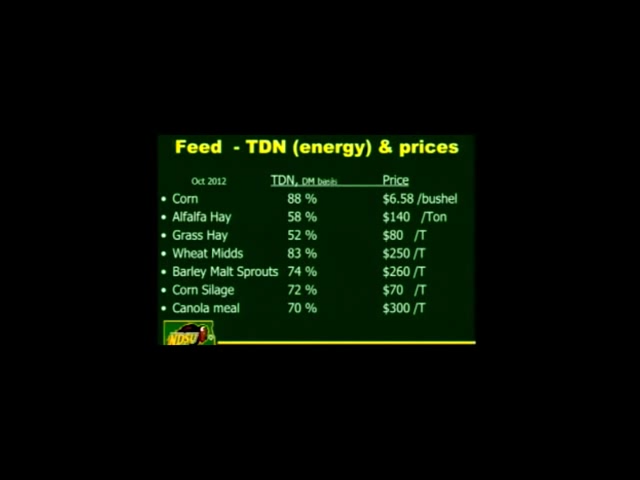 Feed - TDN (energy) & prices
Oct 2012 TDN, DM basis Price
• Corn 88 % $6.58 /bushel
• Alfalfa Hay 58 % $140 /Ton
• Grass Hay 52 % $80 /T
• Wheat Midds 83 % $250 /T
• Barley Malt Sprouts 74 % $260 /T
• Corn Silage 72 % $70 /T
• Canola meal 70 % $300 /T
NDSU